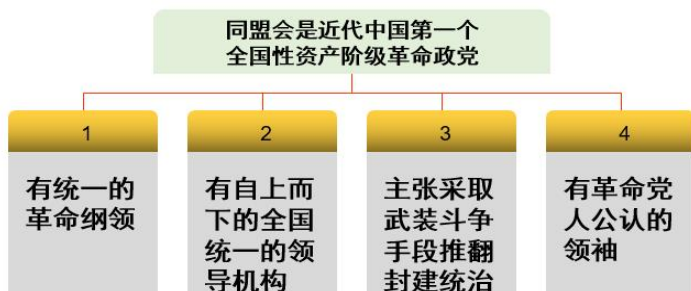 同盟会是近代中国第一个
全国性资产阶级革命政党
1
有统一的
革命纲领
2
有自上而
下的全国
统一的领
导机构
3
主张采取
武装斗争
手段推翻
封建统治
4
有革命党
人公认的
领袖